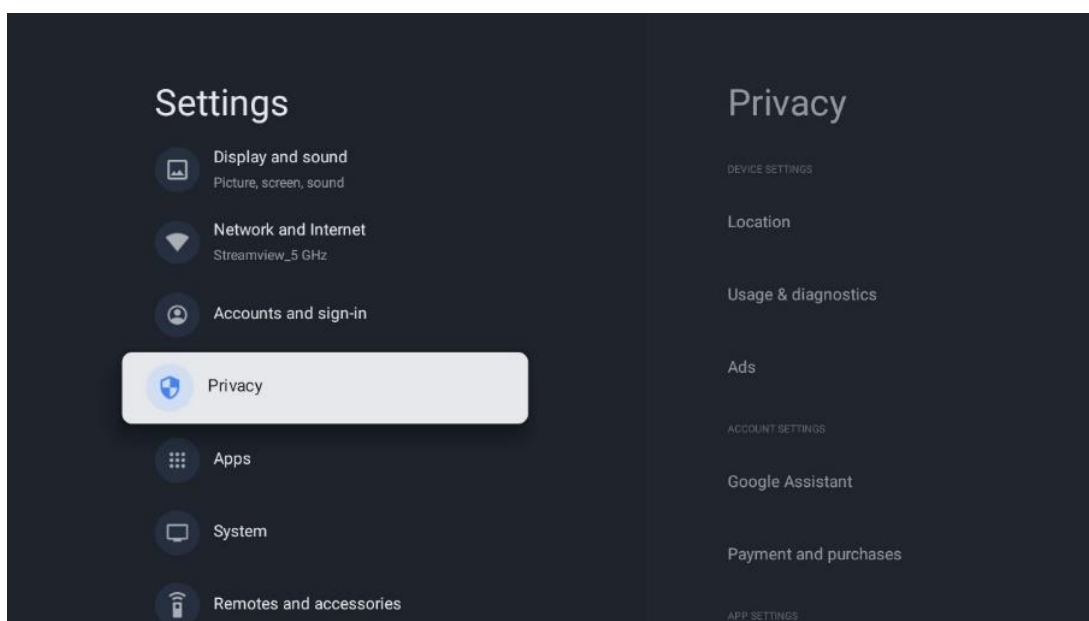 Settings
Display and sound
Picture, screen, sound
Network and Internet
Streamview_5 GHz
Accounts and sign-in
Privacy
Apps
System
Remotes and accessories
Privacy
DEVICE SETTINGS
Location
Usage & diagnostics
Ads
ACCOUNT SETTINGS
Google Assistant
Payment and purchases
APP SETTINGS